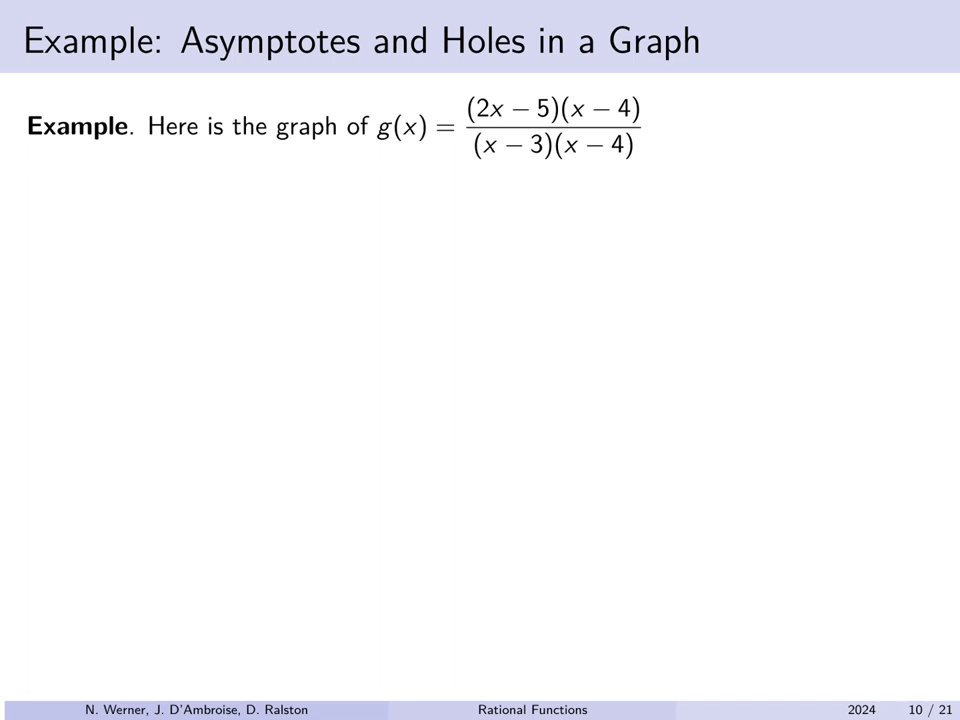 Example: Asymptotes and Holes in a Graph
Example. Here is the graph of g(x) = (2x − 5)(x − 4) / (x − 3)(x − 4)
N. Werner, J. D'Ambroise, D. Ralston Rational Functions 2024 10 / 21